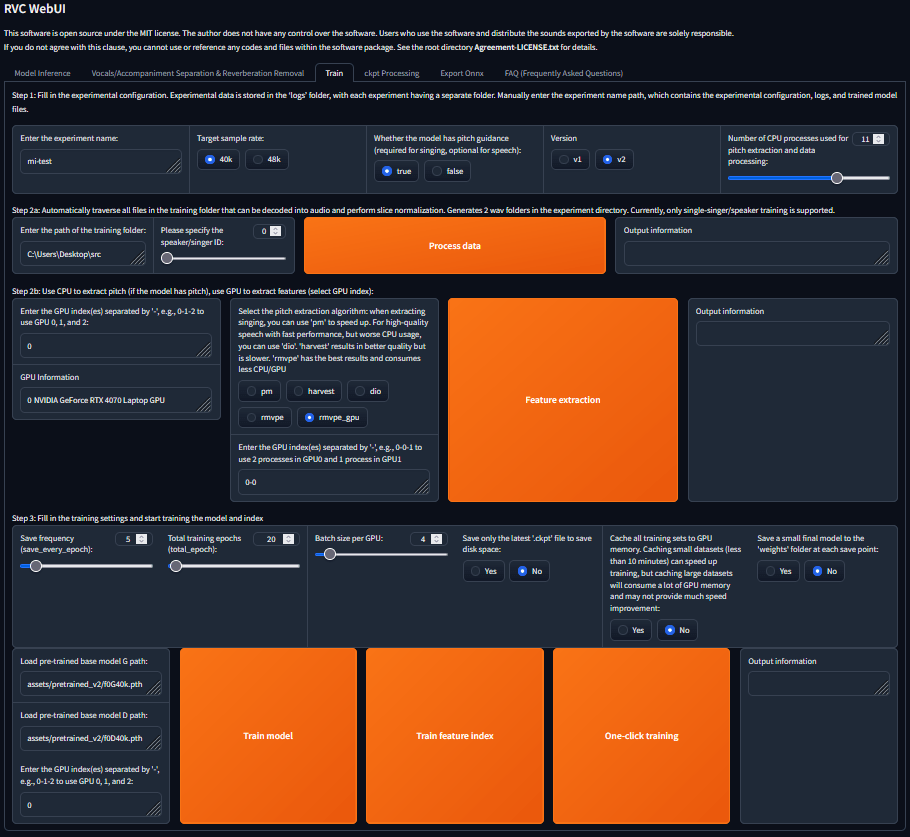 RVC WebUI
This software is open source under the MIT license. The author does not have any control over the software. Users who use the software and distribute the sounds exported by the software are solely responsible.
If you do not agree with this clause, you cannot use or reference any codes and files within the software package. See the root directory Agreement-LICENSE.txt for details.
Model Inference
Vocals/Accompaniment Separation & Reverberation Removal
Train
ckpt Processing
Export Onnx
FAQ (Frequently Asked Questions)
Step 1: Fill in the experimental configuration. Experimental data is stored in the 'logs' folder, with each experiment having a separate folder. Manually enter the experiment name path, which contains the experimental configuration, logs, and trained model
files.
Enter the experiment name:
mi-test
Target sample rate:
40k
48k
Whether the model has pitch guidance
(required for singing, optional for speech):
true
false
Version
v1
v2
Number of CPU processes used for
pitch extraction and data
processing:
11
Step 2a: Automatically traverse all files in the training folder that can be decoded into audio and perform slice normalization. Generates 2 wav folders in the experiment directory. Currently, only single-singer/speaker training is supported.
Enter the path of the training folder:
C:\Users\Desktop\src
Please specify the
speaker/singer ID:
0
Process data
Output information
Step 2b: Use CPU to extract pitch (if the model has pitch), use GPU to extract features (select GPU index):
Enter the GPU index(es) separated by '-', e.g., 0-1-2 to
use GPU 0, 1, and 2:
0
GPU Information
0 NVIDIA GeForce RTX 4070 Laptop GPU
Select the pitch extraction algorithm: when extracting
singing, you can use 'pm' to speed up. For high-quality
speech with fast performance, but worse CPU usage,
you can use 'dio'. 'harvest' results in better quality but
is slower. 'rmvpe' has the best results and consumes
less CPU/GPU
pm
harvest
dio
rmvpe
rmvpe_gpu
Enter the GPU index(es) separated by '-', e.g., 0-0-1 to
use 2 processes in GPU0 and 1 process in GPU1
0-0
Feature extraction
Output information
Step 3: Fill in the training settings and start training the model and index
Save frequency
(save_every_epoch):
5
Total training epochs
(total_epoch):
20
Batch size per GPU:
4
Save only the latest '.ckpt' file to save
disk space:
Yes
No
Cache all training sets to GPU
memory. Caching small datasets (less
than 10 minutes) can speed up
training, but caching large datasets
will consume a lot of GPU memory
and may not provide much speed
improvement:
Yes
No
Save a small final model to the
'weights' folder at each save point:
Yes
No
Load pre-trained base model G path:
assets/pretrained_v2/f0G40k.pth
Load pre-trained base model D path:
assets/pretrained_v2/f0D40k.pth
Enter the GPU index(es) separated by '-',
e.g., 0-1-2 to use GPU 0, 1, and 2:
0
Train model
Train feature index
One-click training
Output information